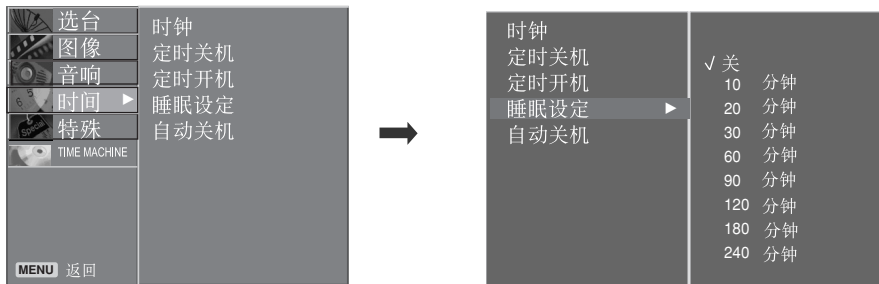 选台
图像
音响
时间
特殊
TIME MACHINE
MENU 返回
时钟
定时关机
定时开机
睡眠设定
自动关机
时钟
定时关机
定时开机
睡眠设定
自动关机
√ 关
10 分钟
20 分钟
30 分钟
60 分钟
90 分钟
120 分钟
180 分钟
240 分钟